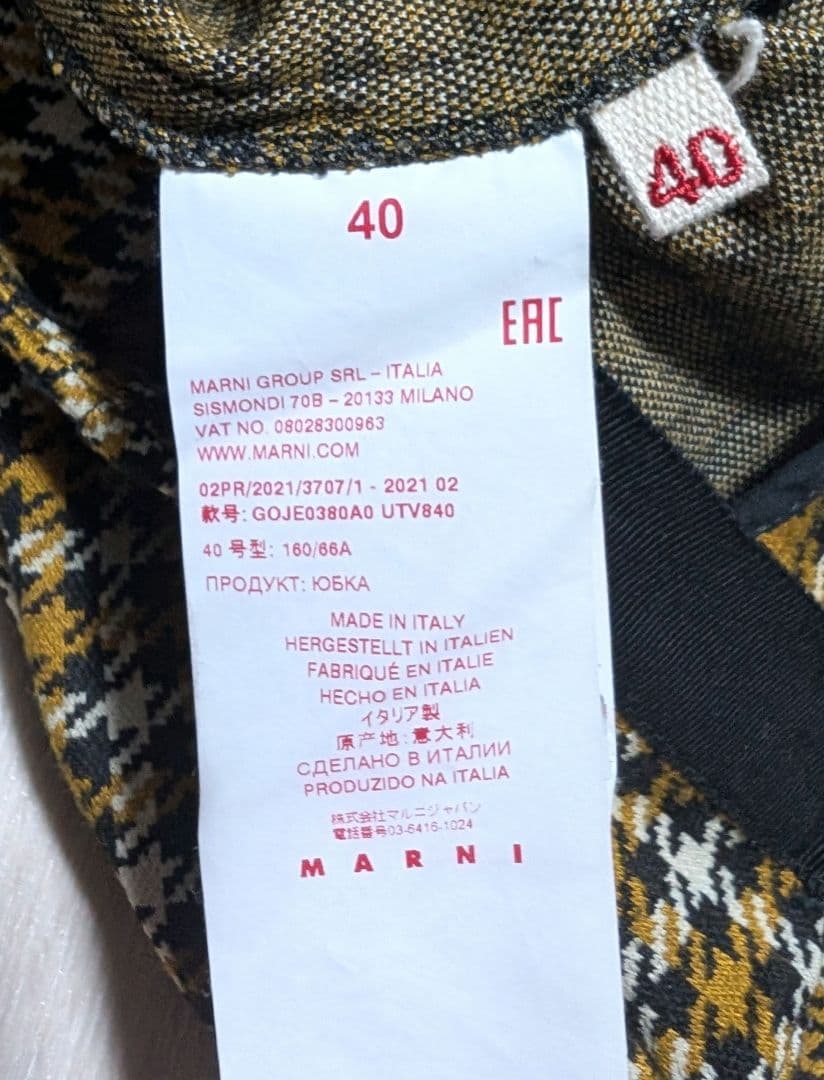 40
40
EAC
MARNI GROUP SRL – ITALIA
SISMONDI 70B – 20133 MILANO
VAT NO. 08028300963
WWW.MARNI.COM
02PR/2021/3707/1 - 2021 02
款号: GOJE0380A0 UTV840
40 号型: 160/66A
ПРОДУКТ: ЮБКА
MADE IN ITALY
HERGESTELLT IN ITALIEN
FABRIQUÉ EN ITALIE
HECHO EN ITALIA
イタリア製
原产地:意大利
СДЕЛАНО В ИТАЛИИ
PRODUZIDO NA ITALIA
株式会社マルニジャパン
電話番号03-6416-1024
MARNI